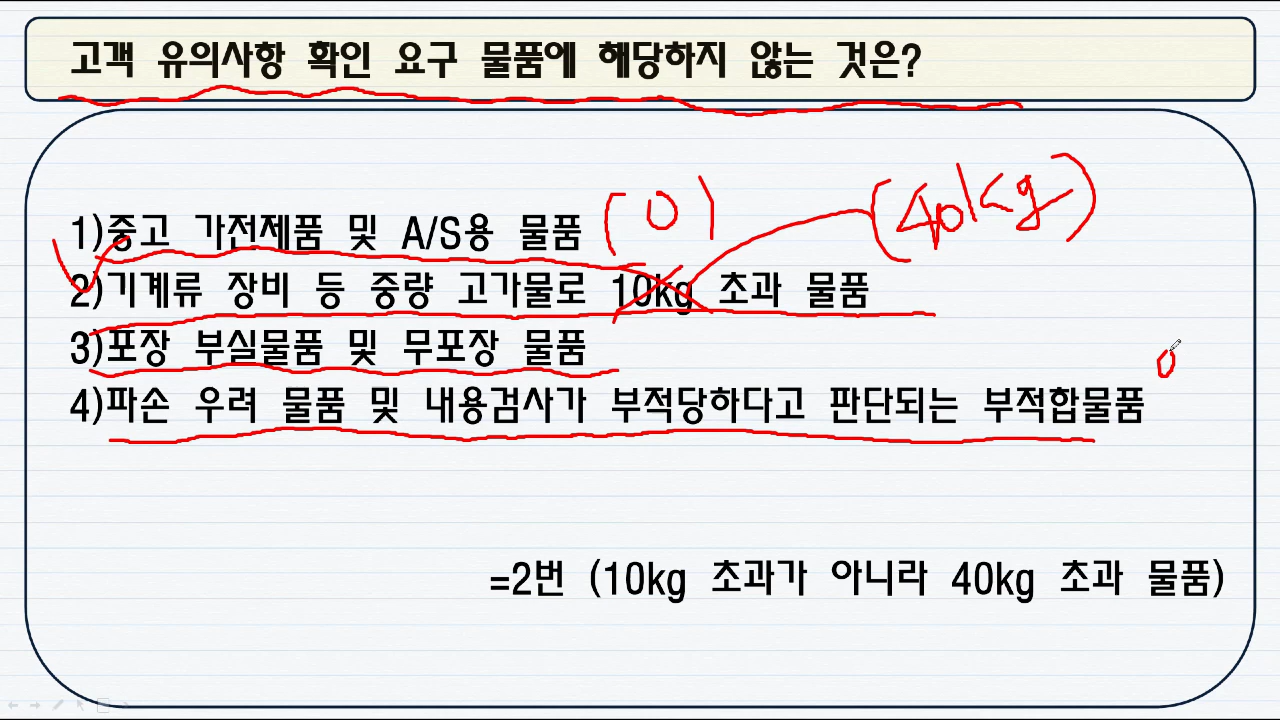 고객 유의사항 확인 요구 물품에 해당하지 않는 것은?
(40kg)
1)중고 가전제품 및 A/S용 물품 (0)
2)기계류 장비 등 중량 고가물로 10kg 초과 물품
3)포장 부실물품 및 무포장 물품
0
4)파손 우려 물품 및 내용검사가 부적당하다고 판단되는 부적합물품
=2번 (10kg 초과가 아니라 40kg 초과 물품)